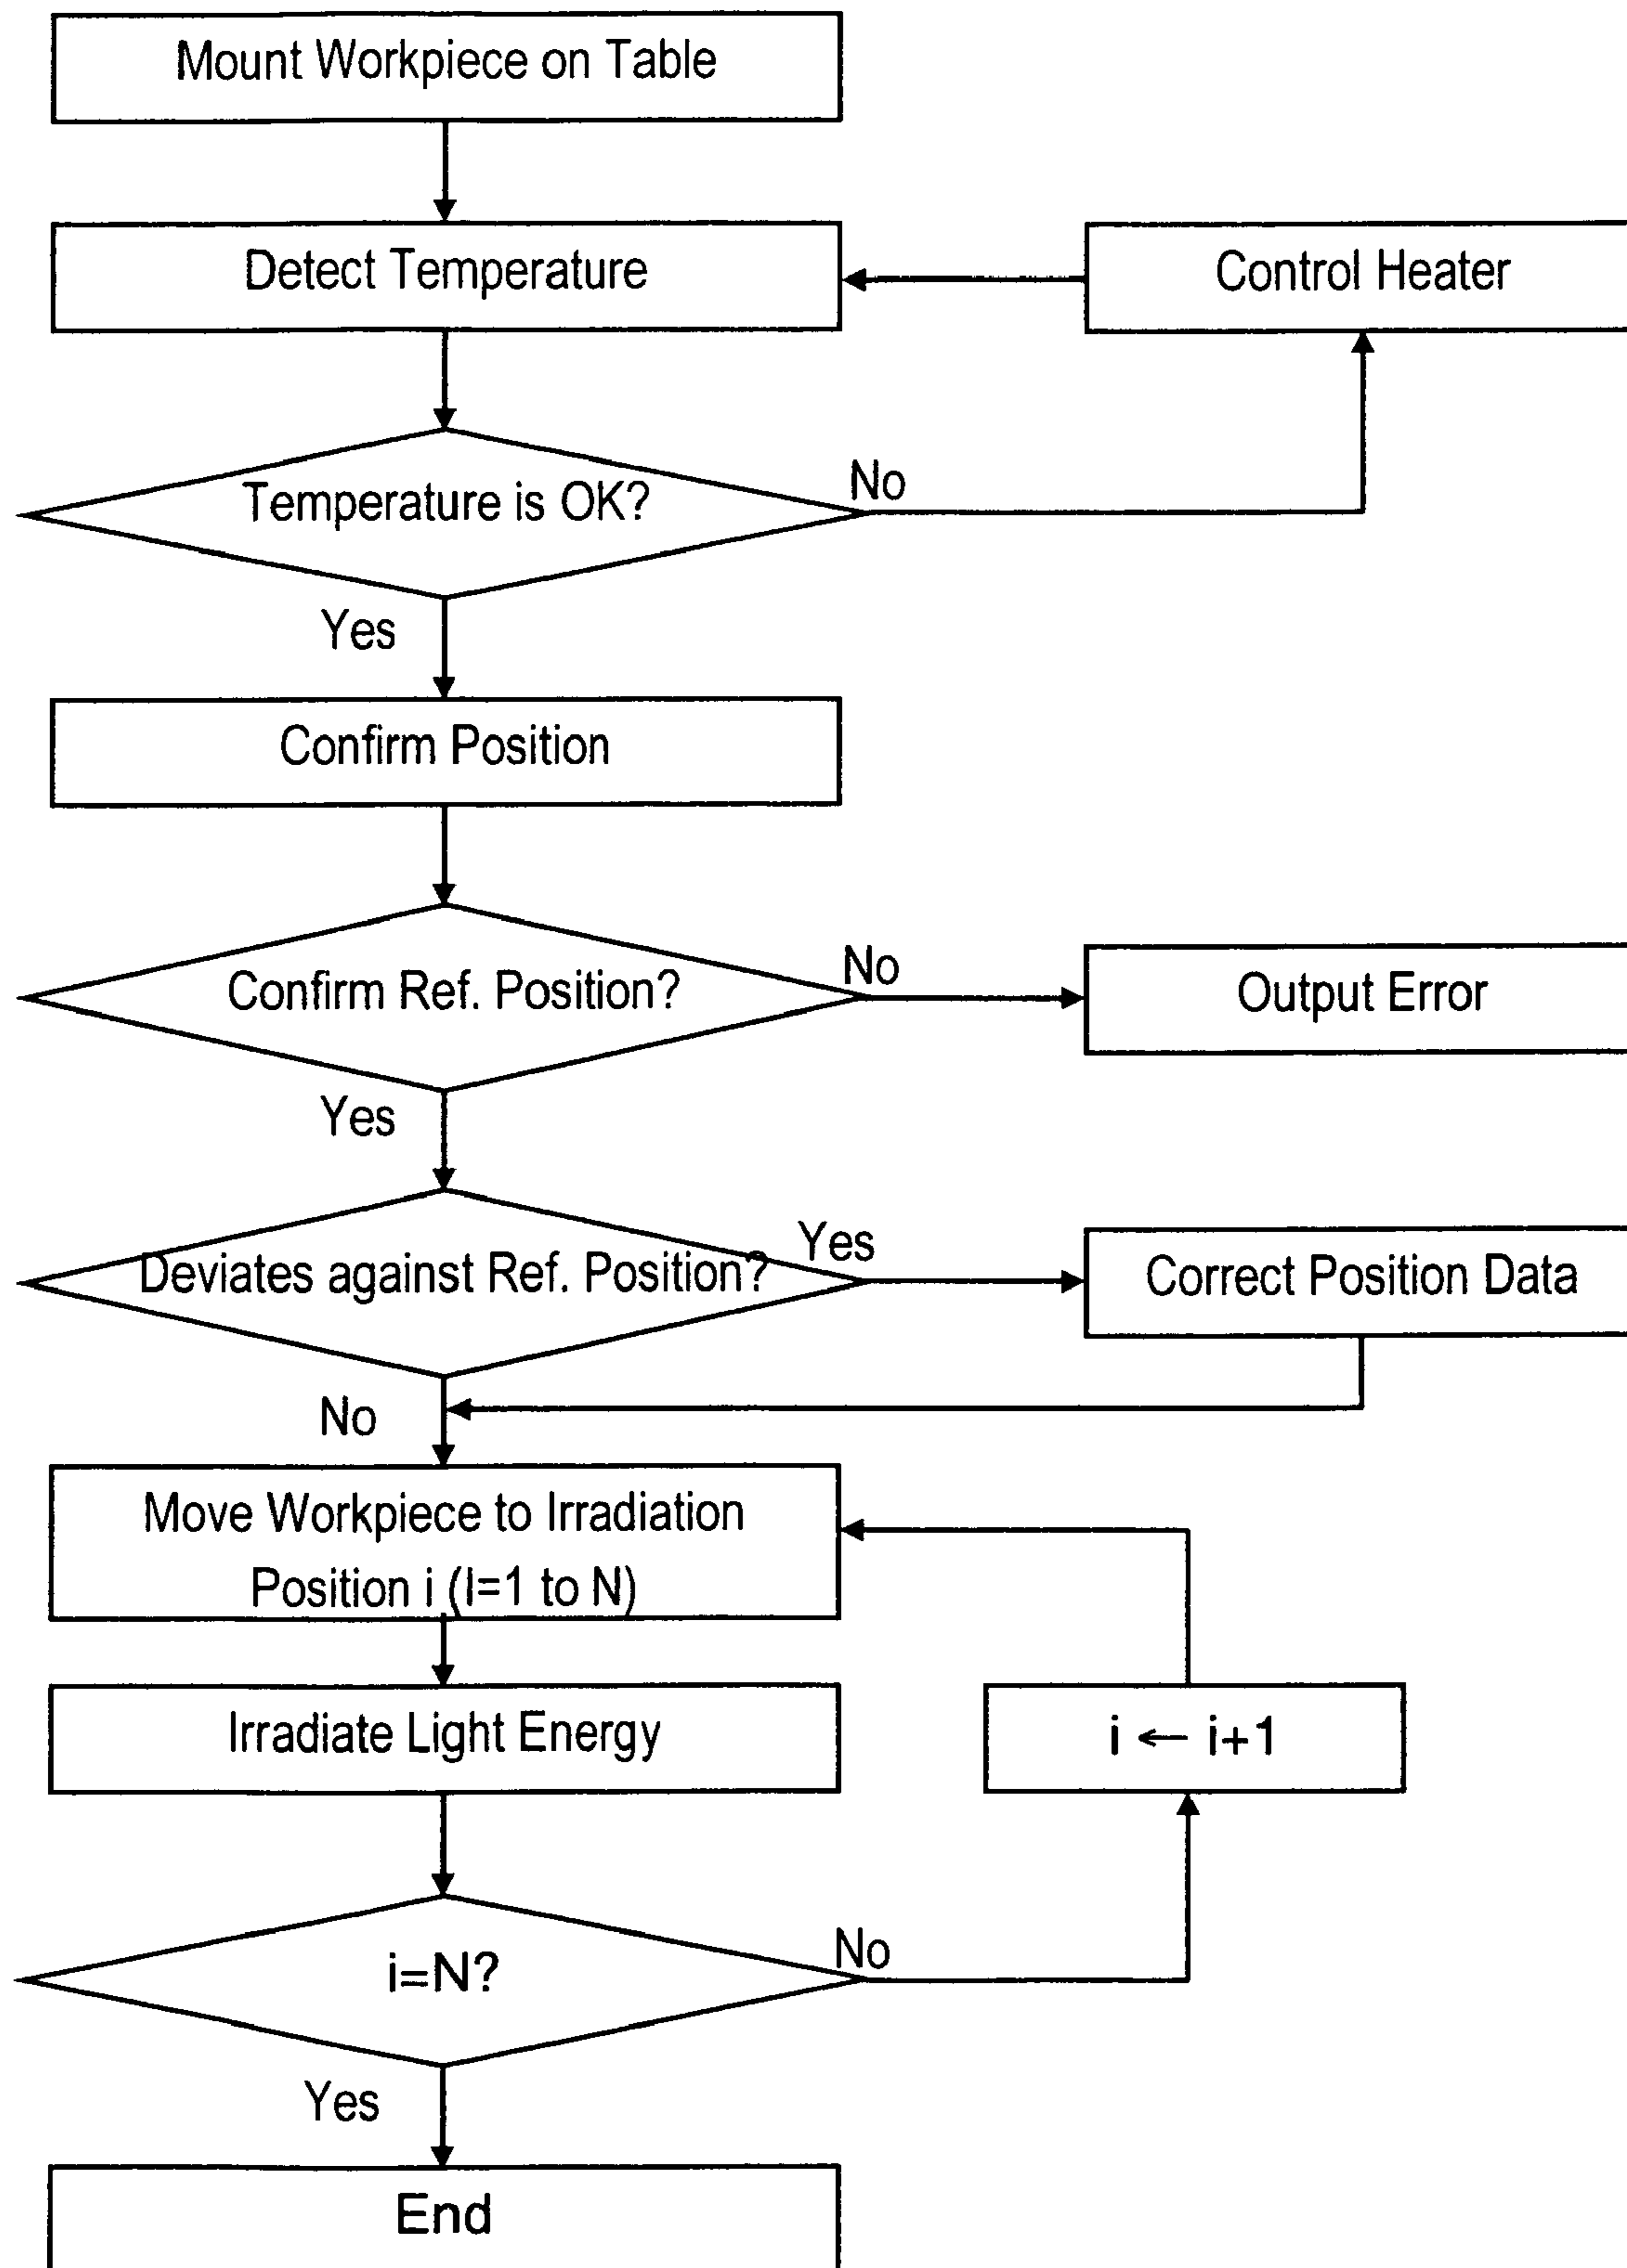 Mount Workpiece on Table
Detect Temperature
Control Heater
Temperature is OK?
No
Yes
Confirm Position
Confirm Ref. Position?
No
Output Error
Yes
Deviates against Ref. Position?
Yes
Correct Position Data
No
Move Workpiece to Irradiation
Position i (I=1 to N)
Irradiate Light Energy
i ← i+1
i=N?
No
Yes
End